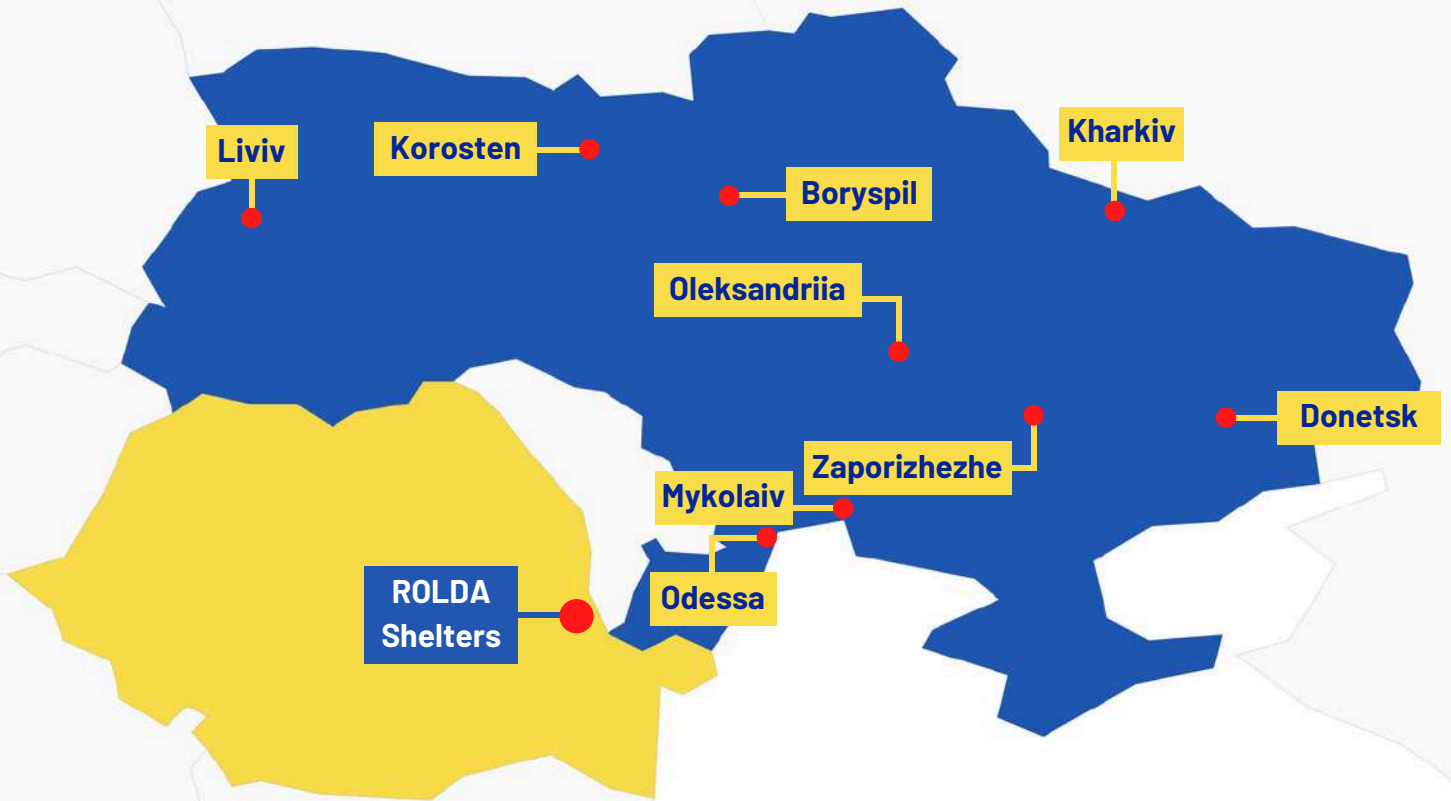 Liviv
Korosten
Kharkiv
Boryspil
Oleksandriia
Donetsk
Zaporizhezhe
Mykolaiv
Odessa
ROLDA
Shelters